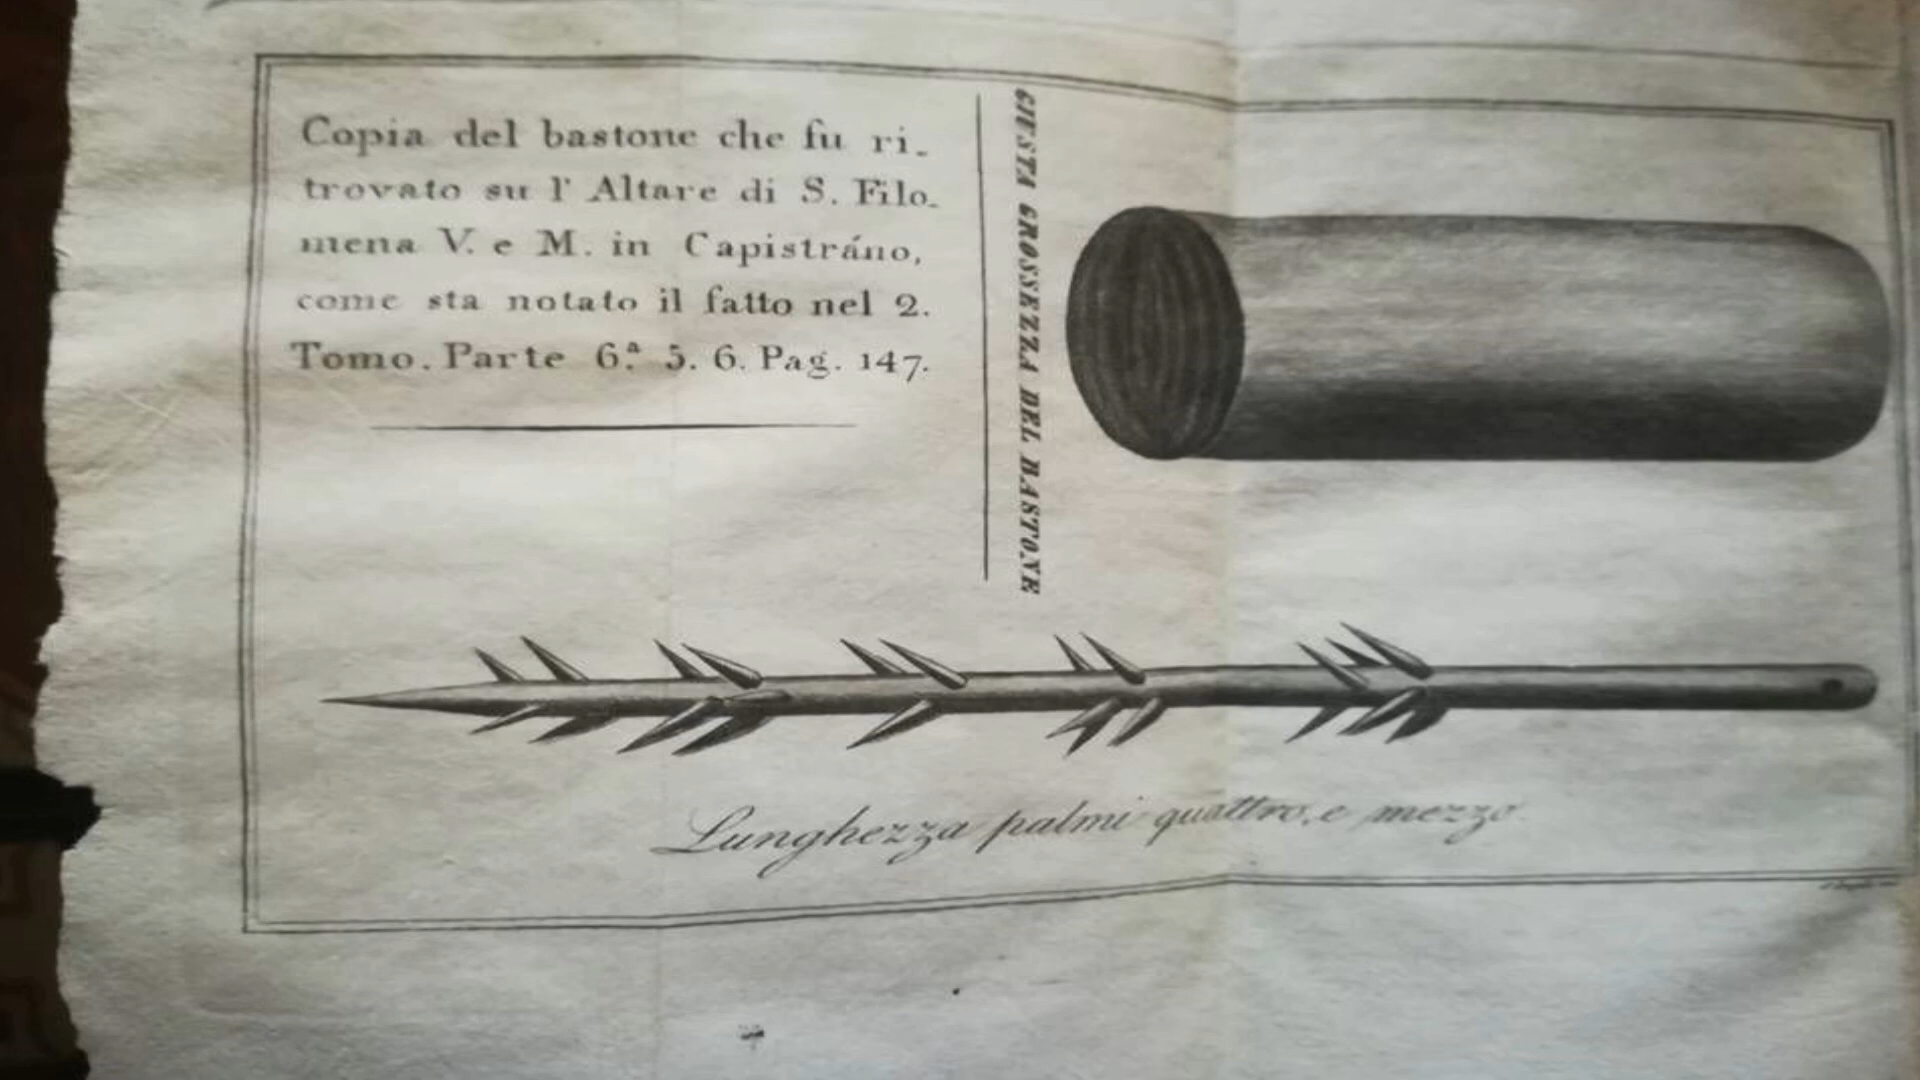 Copia del bastone che fu ri-
trovato su l' Altare di S. Filo-
mena V. e M. in Capistráno,
come sta notato il fatto nel 2.
Tomo. Parte 6.ª 5. 6. Pag. 147.
GIUSTA GROSSEZZA DEL BASTONE
Lunghezza palmi quattro, e mezzo